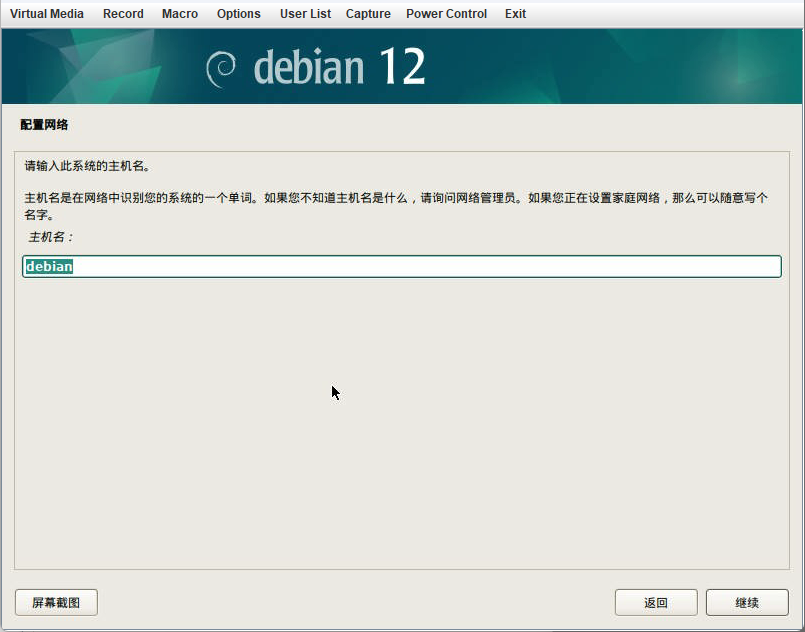 Virtual Media Record Macro Options User List Capture Power Control Exit
debian 12
配置网络
请输入此系统的主机名。
主机名是在网络中识别您的系统的一个单词。如果您不知道主机名是什么，请询问网络管理员。如果您正在设置家庭网络，那么可以随意写个
名字。
主机名：
debian
屏幕截图 返回 继续